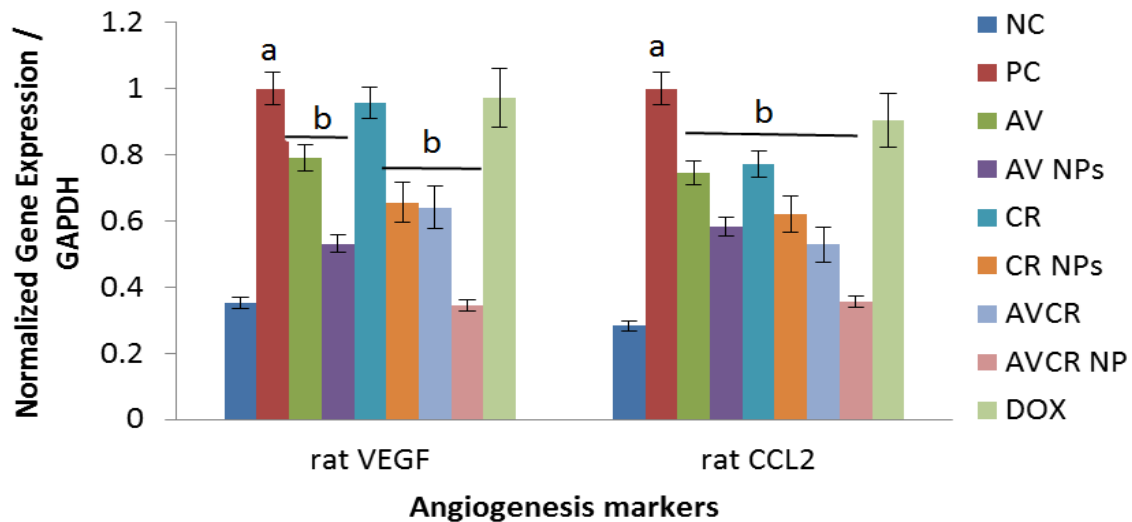 Normalized Gene Expression /
GAPDH
1.2
1
0.8
0.6
0.4
0.2
0
a
b
b
a
b
rat VEGF
rat CCL2
Angiogenesis markers
NC
PC
AV
AV NPs
CR
CR NPs
AVCR
AVCR NP
DOX